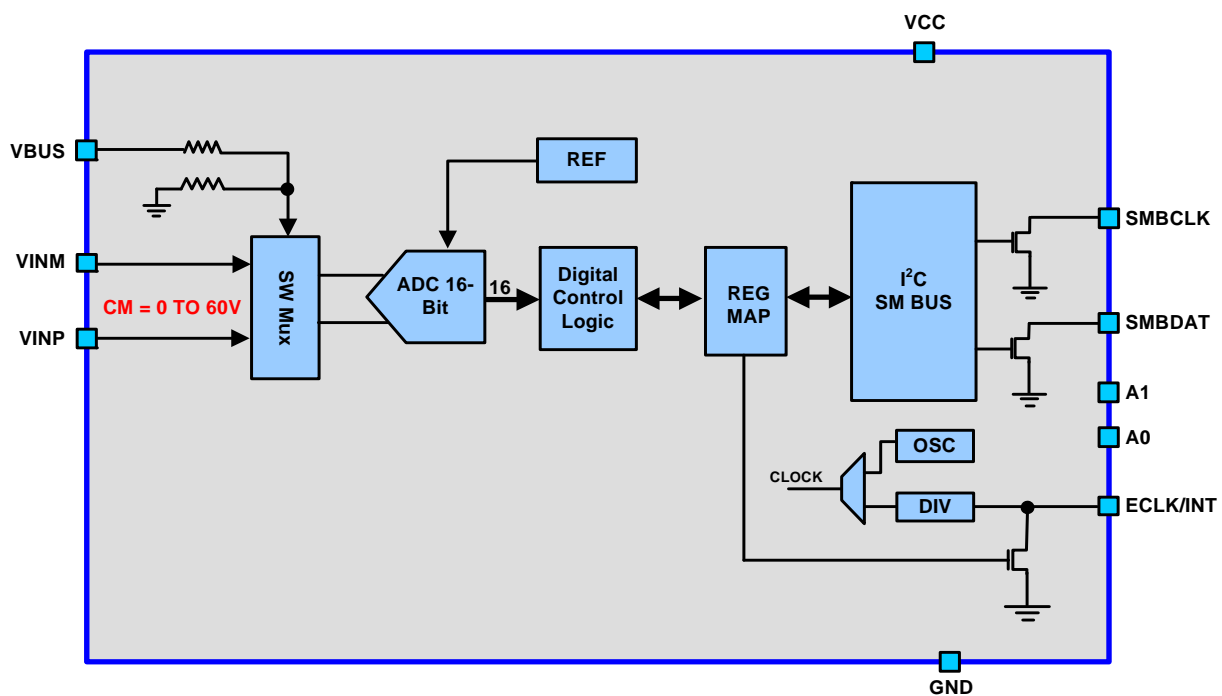 VCC
VBUS
REF
SMBCLK
VINM
SW Mux
ADC 16-
Bit
16
Digital
Control
Logic
REG
MAP
I²C
SM BUS
CM = 0 TO 60V
VINP
SMBDAT
A1
A0
OSC
CLOCK
DIV
ECLK/INT
GND